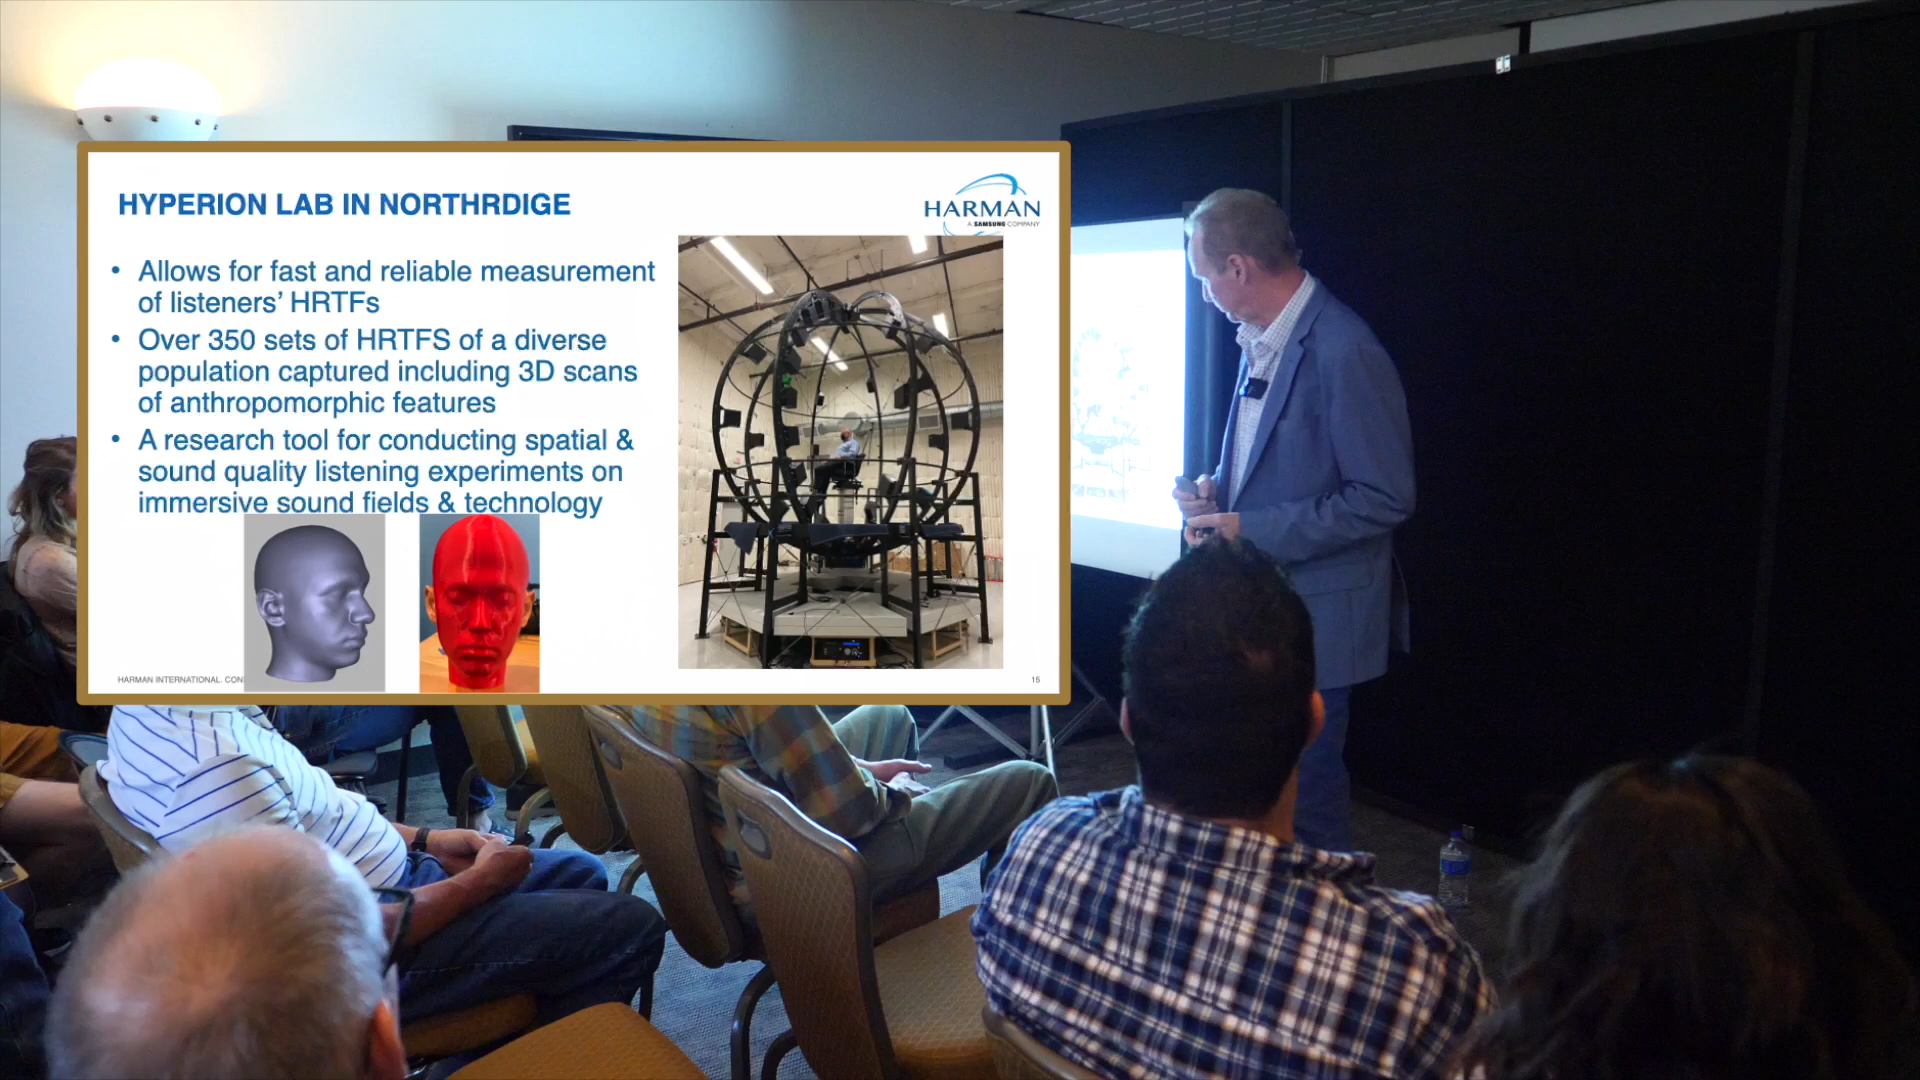 HYPERION LAB IN NORTHRDIGE
HARMAN
A SAMSUNG COMPANY
• Allows for fast and reliable measurement
of listeners’ HRTFs
• Over 350 sets of HRTFS of a diverse
population captured including 3D scans
of anthropomorphic features
• A research tool for conducting spatial &
sound quality listening experiments on
immersive sound fields & technology
HARMAN INTERNATIONAL. CON
15